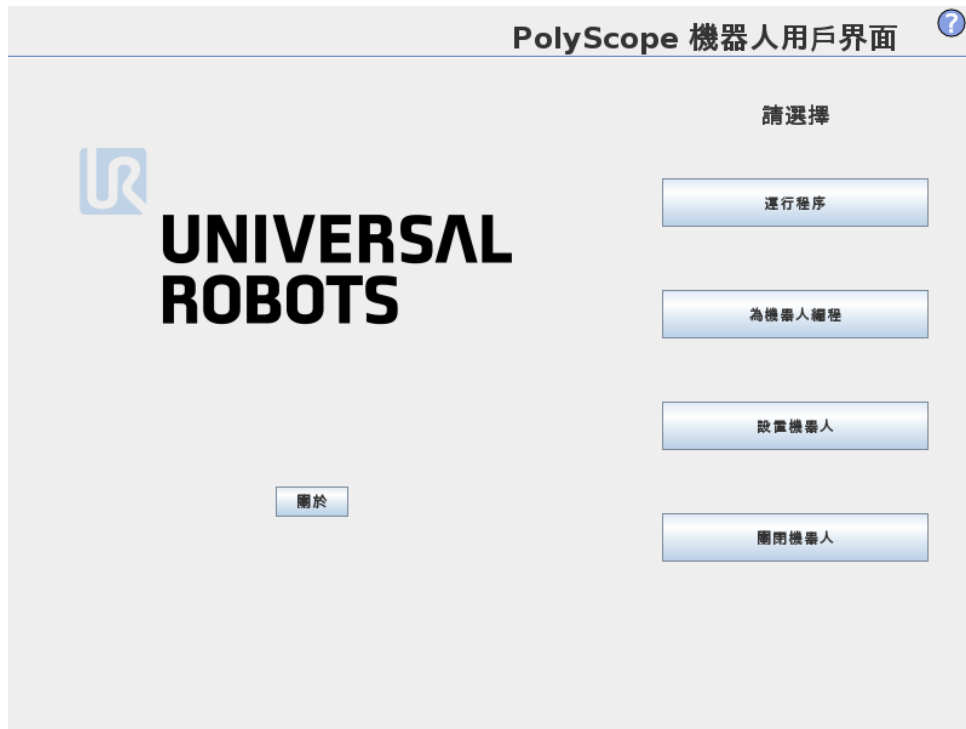 PolyScope 機器人用戶界面
?
請選擇
UR
UNIVERSAL
ROBOTS
運行程序
為機器人編程
設置機器人
關於
關閉機器人